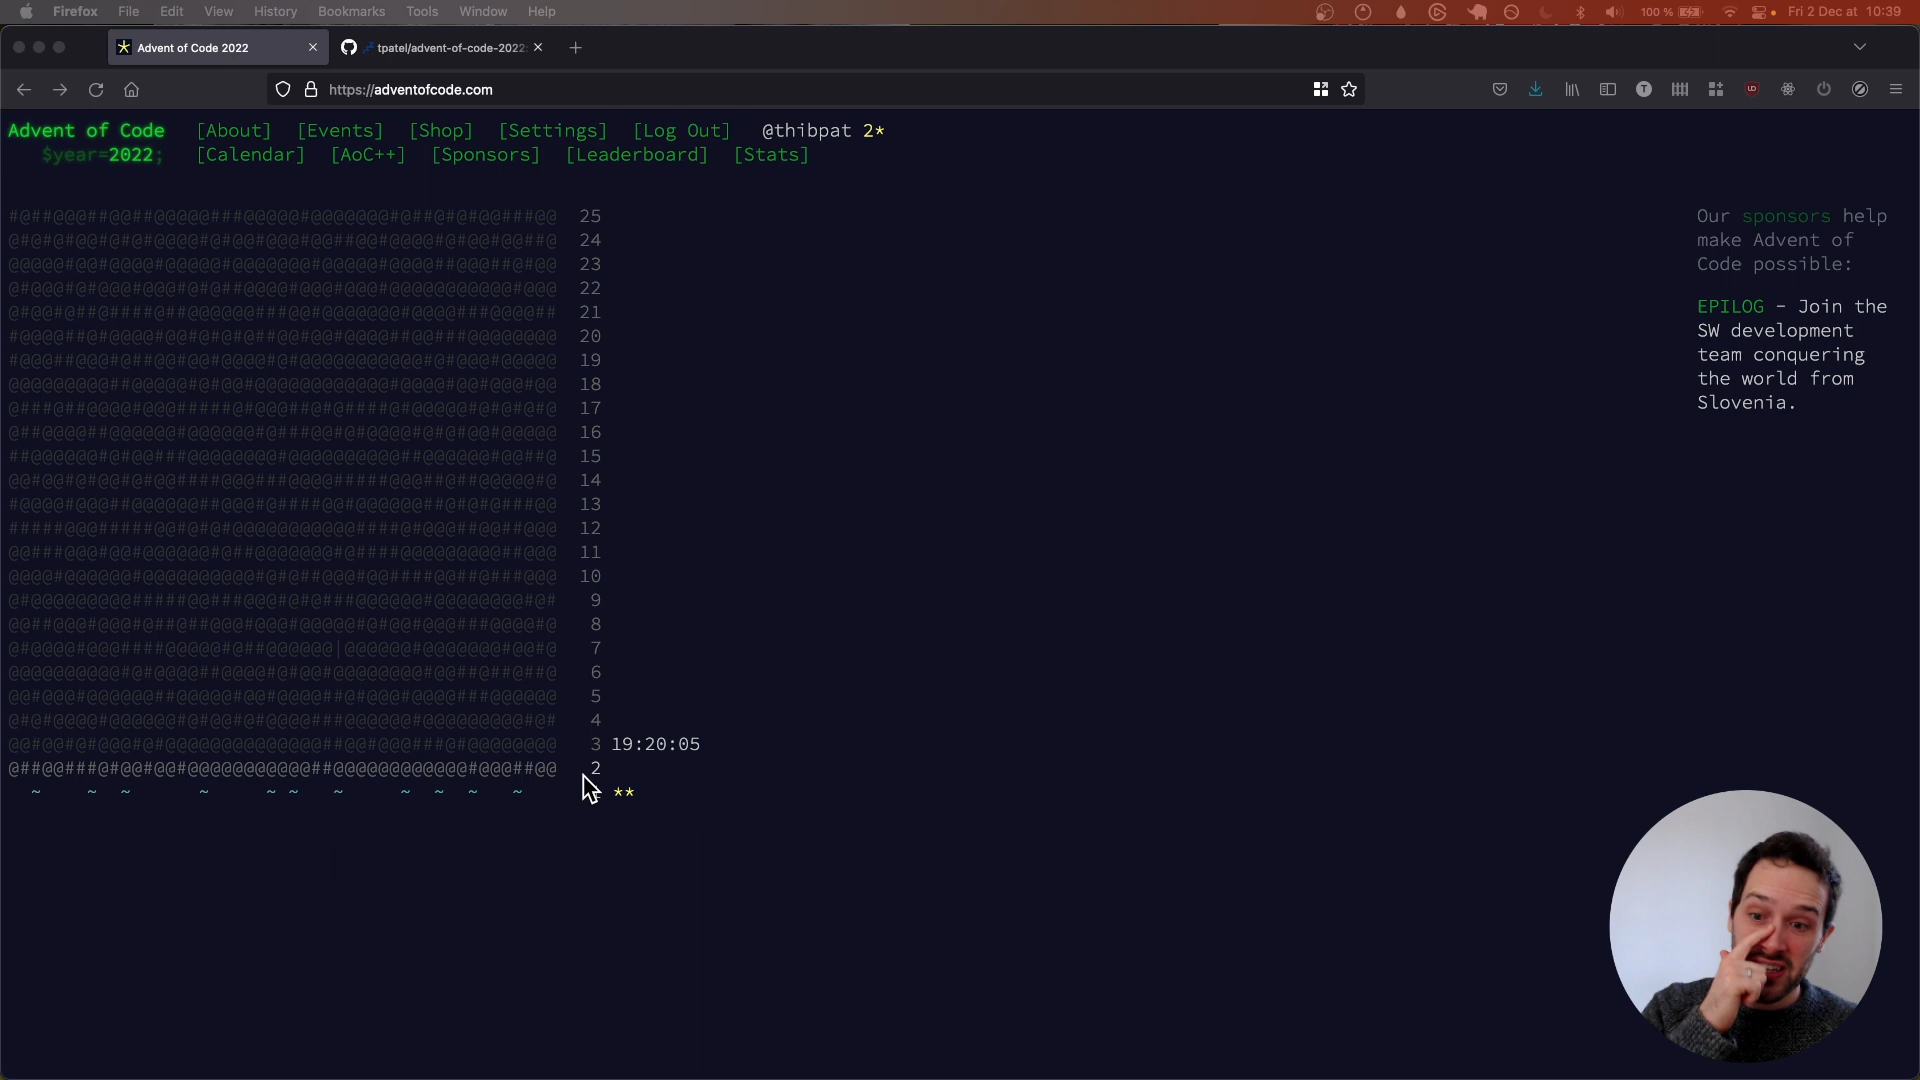 Firefox File Edit View History Bookmarks Tools Window Help 100 % Fri 2 Dec at 10:39
Advent of Code 2022 tpatel/advent-of-code-2022:
https://adventofcode.com
Advent of Code [About] [Events] [Shop] [Settings] [Log Out] @thibpat 2*
$year=2022; [Calendar] [AoC++] [Sponsors] [Leaderboard] [Stats]
25
24
23
22
21
20
19
18
17
16
15
14
13
12
11
10
9
8
7
6
5
4
3 19:20:05
2
**
Our sponsors help
make Advent of
Code possible:
EPILOG - Join the
SW development
team conquering
the world from
Slovenia.